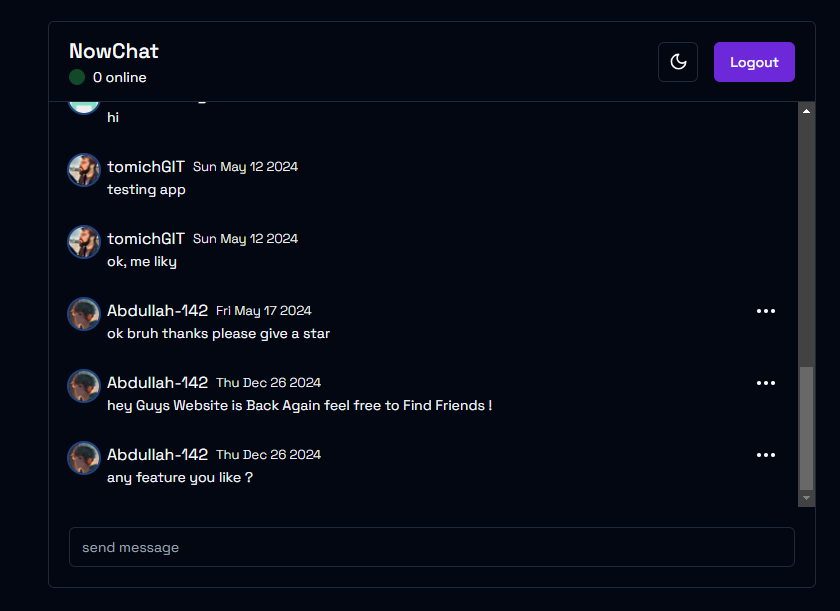 NowChat
0 online
Logout
hi
tomichGIT Sun May 12 2024
testing app
tomichGIT Sun May 12 2024
ok, me liky
Abdullah-142 Fri May 17 2024
ok bruh thanks please give a star
Abdullah-142 Thu Dec 26 2024
hey Guys Website is Back Again feel free to Find Friends !
Abdullah-142 Thu Dec 26 2024
any feature you like ?
send message